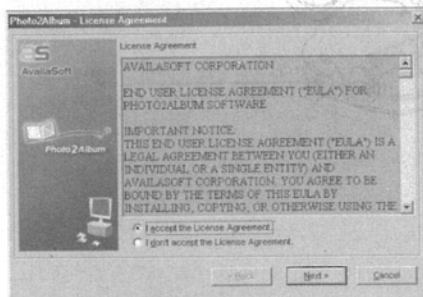 Photo2Album - License Agreement
AvailaSoft
Photo2Album
License Agreement
AVAILASOFT CORPORATION
END USER LICENSE AGREEMENT ("EULA") FOR
PHOTO2ALBUM SOFTWARE
IMPORTANT NOTICE:
THIS END USER LICENSE AGREEMENT ("EULA") IS A
LEGAL AGREEMENT BETWEEN YOU (EITHER AN
INDIVIDUAL OR A SINGLE ENTITY) AND
AVAILASOFT CORPORATION. YOU AGREE TO BE
BOUND BY THE TERMS OF THIS EULA BY
INSTALLING, COPYING, OR OTHERWISE USING THE
I accept the License Agreement.
I don't accept the License Agreement.
< Back
Next >
Cancel